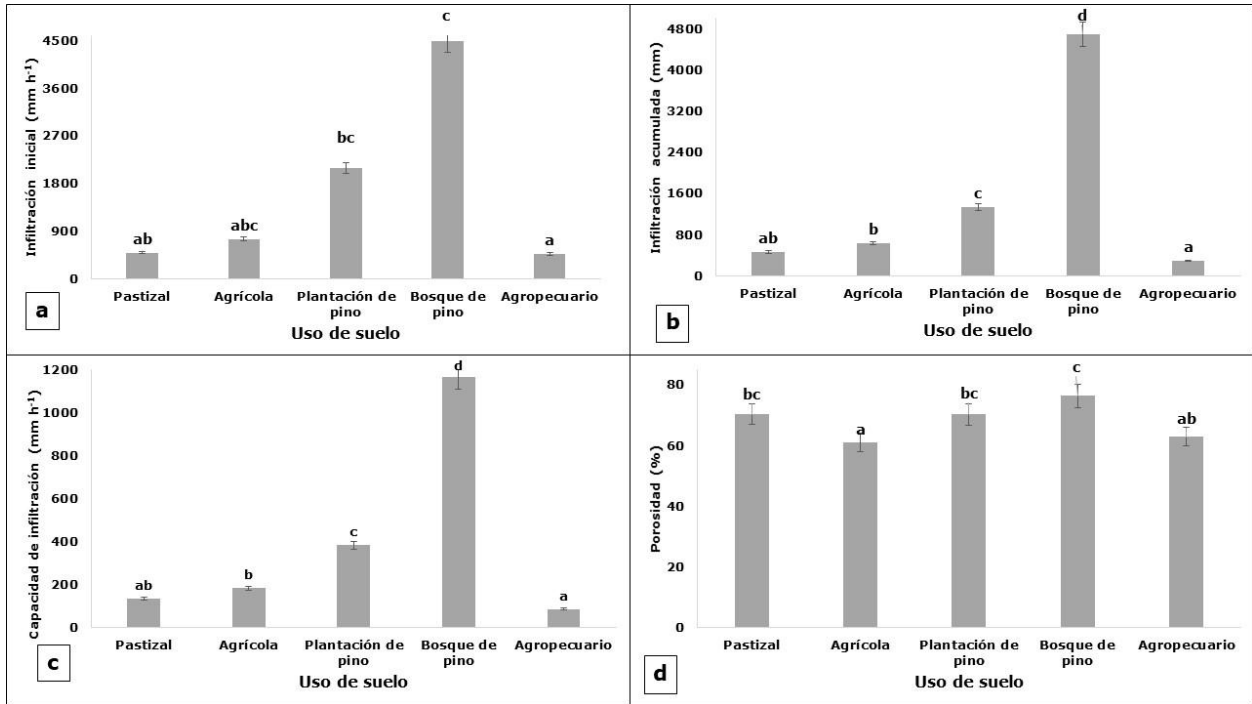 Infiltración inicial (mm h⁻¹)
4500
3600
2700
1800
900
0
ab
abc
bc
c
a
Pastizal
Agrícola
Plantación de
pino
Bosque de
pino
Agropecuario
Uso de suelo
a
Infiltración acumulada (mm)
4800
4000
3200
2400
1600
800
0
ab
b
c
d
a
Pastizal
Agrícola
Plantación de
pino
Bosque de
pino
Agropecuario
Uso de suelo
b
Capacidad de infiltración (mm h⁻¹)
1200
1000
800
600
400
200
0
ab
b
c
d
a
Pastizal
Agrícola
Plantación de
pino
Bosque de
pino
Agropecuario
Uso de suelo
c
Porosidad (%)
80
60
40
20
0
bc
a
bc
c
ab
Pastizal
Agrícola
Plantación de
pino
Bosque de
pino
Agropecuario
Uso de suelo
d